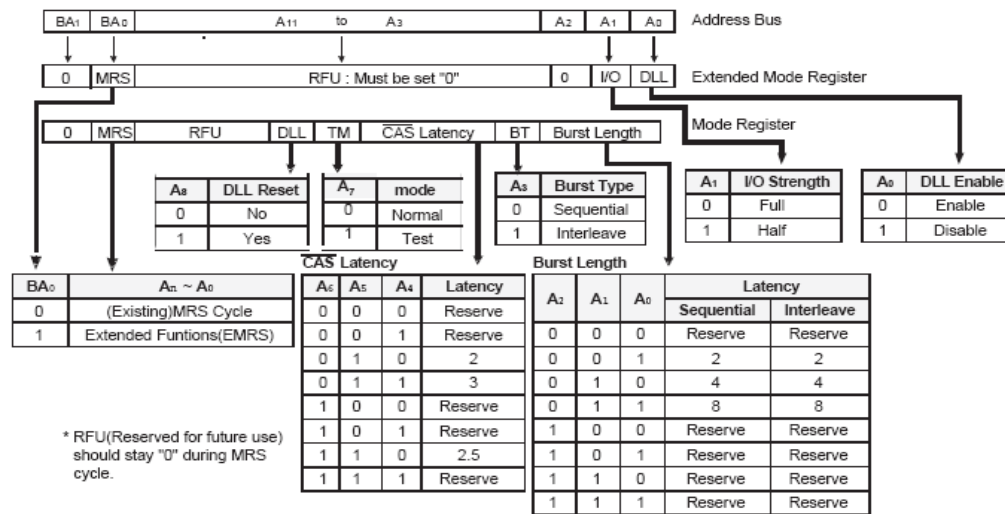 BA₁ BA₀ A₁₁ to A₃ A₂ A₁ A₀ Address Bus
0 MRS RFU : Must be set "0" 0 I/O DLL Extended Mode Register
Mode Register
0 MRS RFU DLL TM CAS Latency BT Burst Length
A₈ DLL Reset
0 No
1 Yes
A₇ mode
0 Normal
1 Test
A₃ Burst Type
0 Sequential
1 Interleave
A₁ I/O Strength
0 Full
1 Half
A₀ DLL Enable
0 Enable
1 Disable
BA₀ Aₙ ~ A₀
0 (Existing)MRS Cycle
1 Extended Funtions(EMRS)
* RFU(Reserved for future use)
should stay "0" during MRS
cycle.
CAS Latency
A₆ A₅ A₄ Latency
0 0 0 Reserve
0 0 1 Reserve
0 1 0 2
0 1 1 3
1 0 0 Reserve
1 0 1 Reserve
1 1 0 2.5
1 1 1 Reserve
Burst Length
A₂ A₁ A₀ Latency
Sequential Interleave
0 0 0 Reserve Reserve
0 0 1 2 2
0 1 0 4 4
0 1 1 8 8
1 0 0 Reserve Reserve
1 0 1 Reserve Reserve
1 1 0 Reserve Reserve
1 1 1 Reserve Reserve